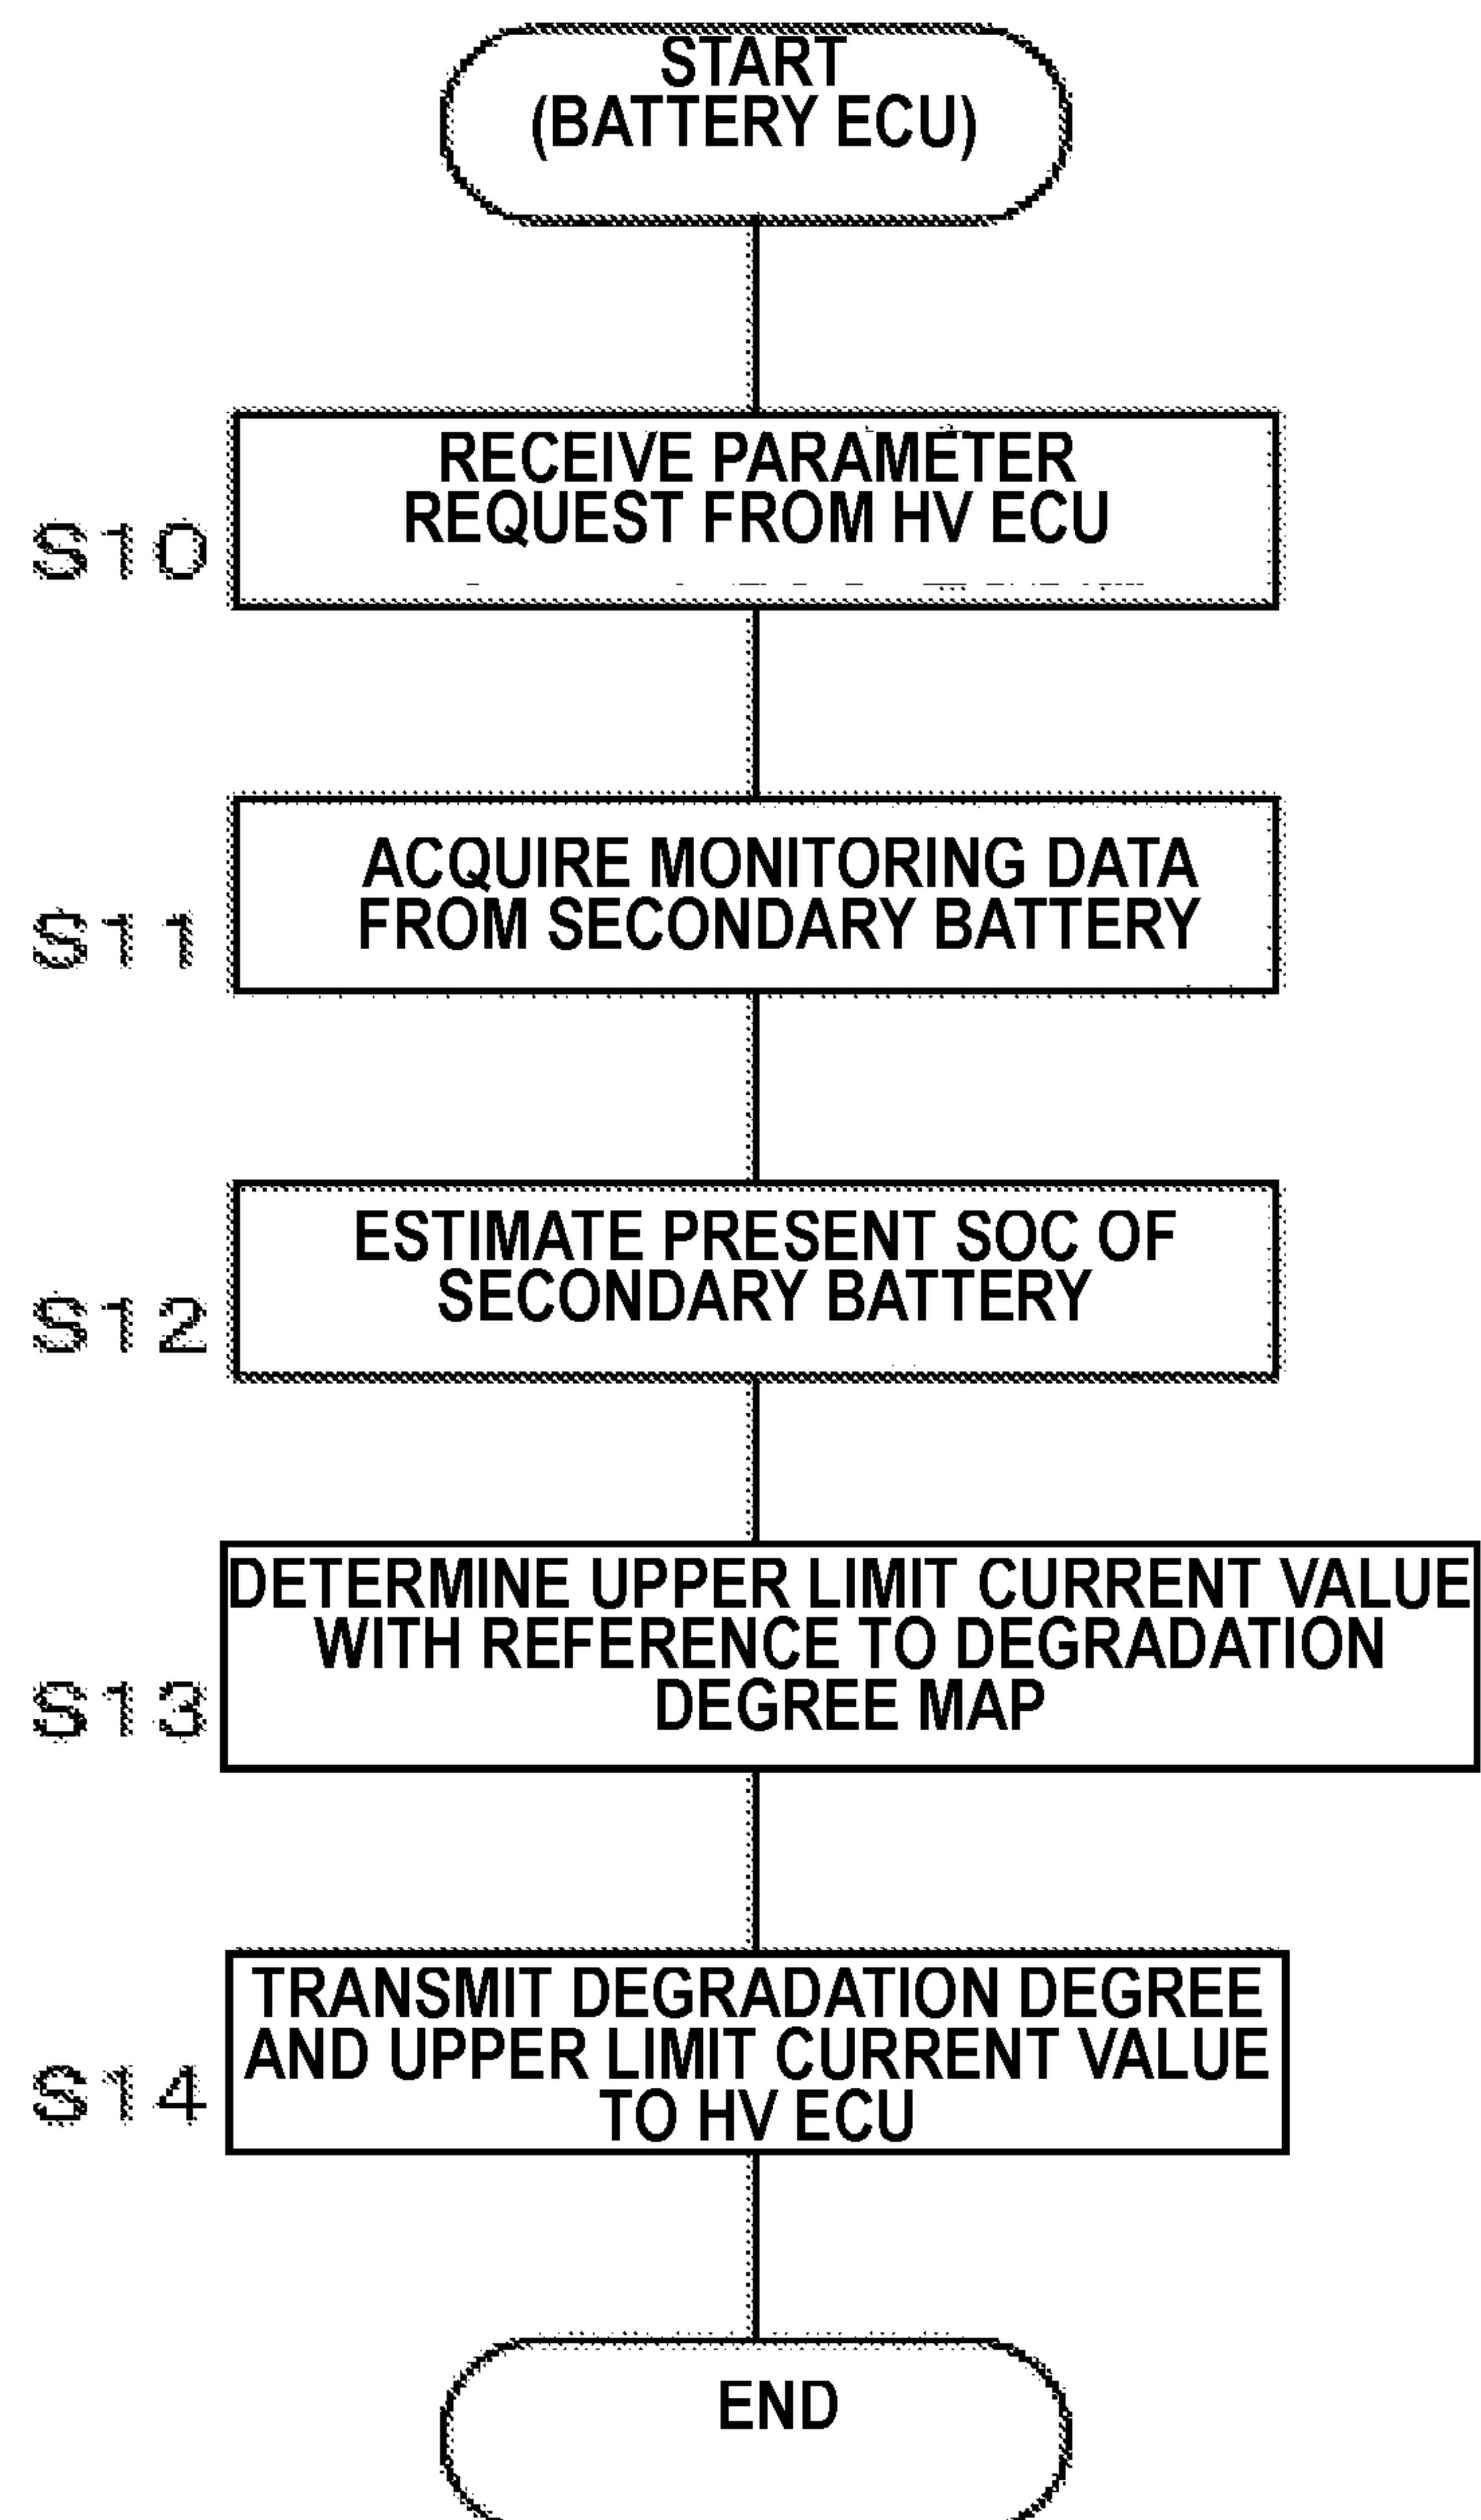 START
(BATTERY ECU)
RECEIVE PARAMETER
REQUEST FROM HV ECU
S10
ACQUIRE MONITORING DATA
FROM SECONDARY BATTERY
S11
ESTIMATE PRESENT SOC OF
SECONDARY BATTERY
S12
DETERMINE UPPER LIMIT CURRENT VALUE
WITH REFERENCE TO DEGRADATION
DEGREE MAP
S13
TRANSMIT DEGRADATION DEGREE
AND UPPER LIMIT CURRENT VALUE
TO HV ECU
S14
END